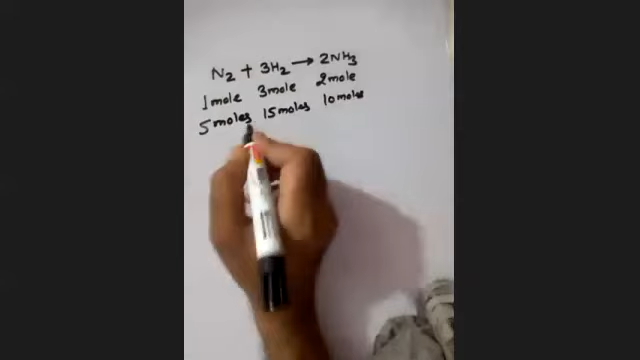 N₂ + 3H₂ → 2NH₃
1mole 3mole 2mole
5moles 15moles 10moles